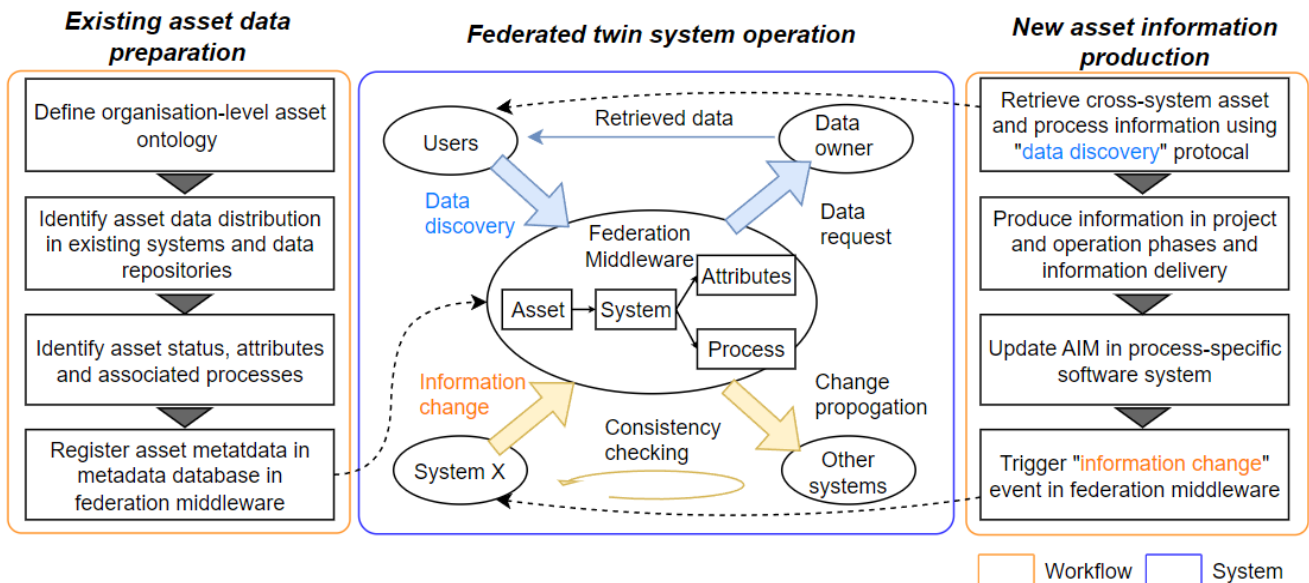 Existing asset data
preparation
Define organisation-level asset
ontology
Identify asset data distribution
in existing systems and data
repositories
Identify asset status, attributes
and associated processes
Register asset metatdata in
metadata database in
federation middleware
Federated twin system operation
Users
Retrieved data
Data
owner
Data
discovery
Data
request
Federation
Middleware
Asset
System
Attributes
Process
Information
change
Change
propogation
Consistency
checking
System X
Other
systems
New asset information
production
Retrieve cross-system asset
and process information using
"data discovery" protocal
Produce information in project
and operation phases and
information delivery
Update AIM in process-specific
software system
Trigger "information change"
event in federation middleware
Workflow
System